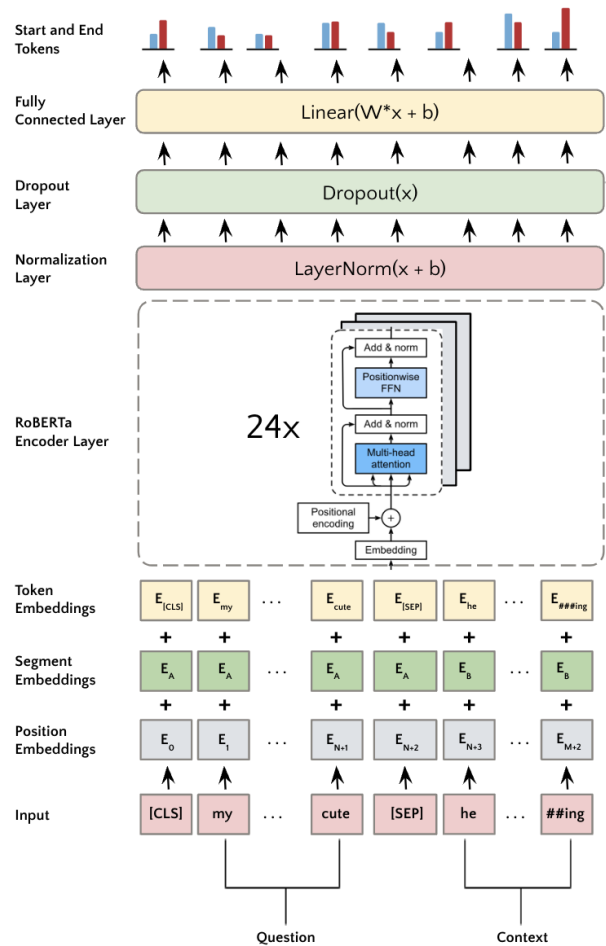 Start and End
Tokens
Fully
Connected Layer
Linear(W*x + b)
Dropout
Layer
Dropout(x)
Normalization
Layer
LayerNorm(x + b)
RoBERTa
Encoder Layer
24x
Add & norm
Positionwise
FFN
Add & norm
Multi-head
attention
Positional
encoding
+
Embedding
Token
Embeddings
E[CLS] Emy ... Ecute E[SEP] Ehe ... E###ing
+ + + + + +
Segment
Embeddings
EA EA ... EA EA EB ... EB
+ + + + + +
Position
Embeddings
E0 E1 ... EN+1 EN+2 EN+3 ... EM+2
Input
[CLS] my ... cute [SEP] he ... ##ing
Question Context